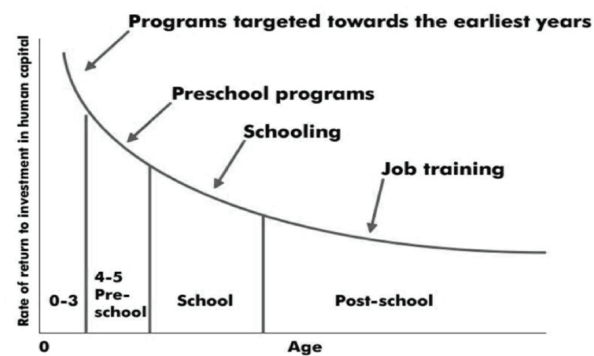 Programs targeted towards the earliest years
Preschool programs
Schooling
Job training
Rate of return to investment in human capital
0-3
4-5
Pre-
school
School
Post-school
0
Age